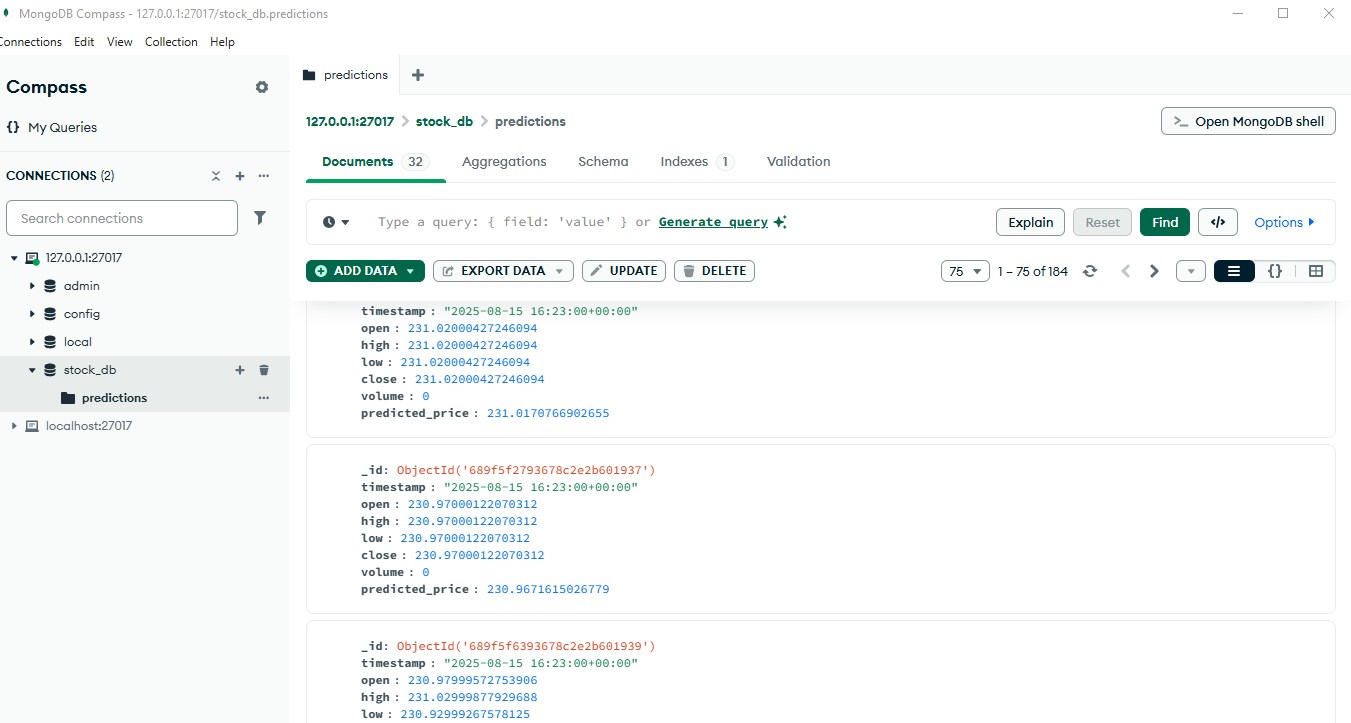 MongoDB Compass - 127.0.0.1:27017/stock_db.predictions
Connections Edit View Collection Help
Compass
{} My Queries
CONNECTIONS (2)
Search connections
127.0.0.1:27017
admin
config
local
stock_db
predictions
localhost:27017
predictions
127.0.0.1:27017 > stock_db > predictions
>_ Open MongoDB shell
Documents 32 Aggregations Schema Indexes 1 Validation
Type a query: { field: 'value' } or Generate query
Explain Reset Find </> Options
ADD DATA EXPORT DATA UPDATE DELETE
75 1 – 75 of 184 {}
timestamp : "2025-08-15 16:23:00+00:00"
open : 231.02000427246094
high : 231.02000427246094
low : 231.02000427246094
close : 231.02000427246094
volume : 0
predicted_price : 231.0170766902655
_id: ObjectId('689f5f2793678c2e2b601937')
timestamp : "2025-08-15 16:23:00+00:00"
open : 230.97000122070312
high : 230.97000122070312
low : 230.97000122070312
close : 230.97000122070312
volume : 0
predicted_price : 230.9671615026779
_id: ObjectId('689f5f6393678c2e2b601939')
timestamp : "2025-08-15 16:23:00+00:00"
open : 230.97999572753906
high : 231.02999877929688
low : 230.92999267578125